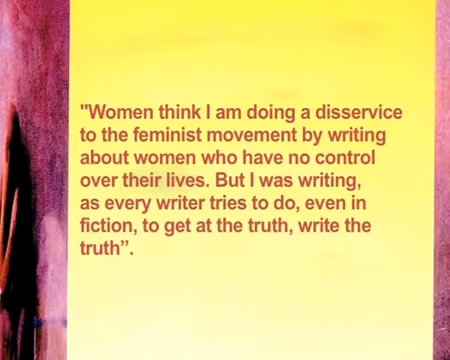 "Women think I am doing a disservice
to the feminist movement by writing
about women who have no control
over their lives. But I was writing,
as every writer tries to do, even in
fiction, to get at the truth, write the
truth”.